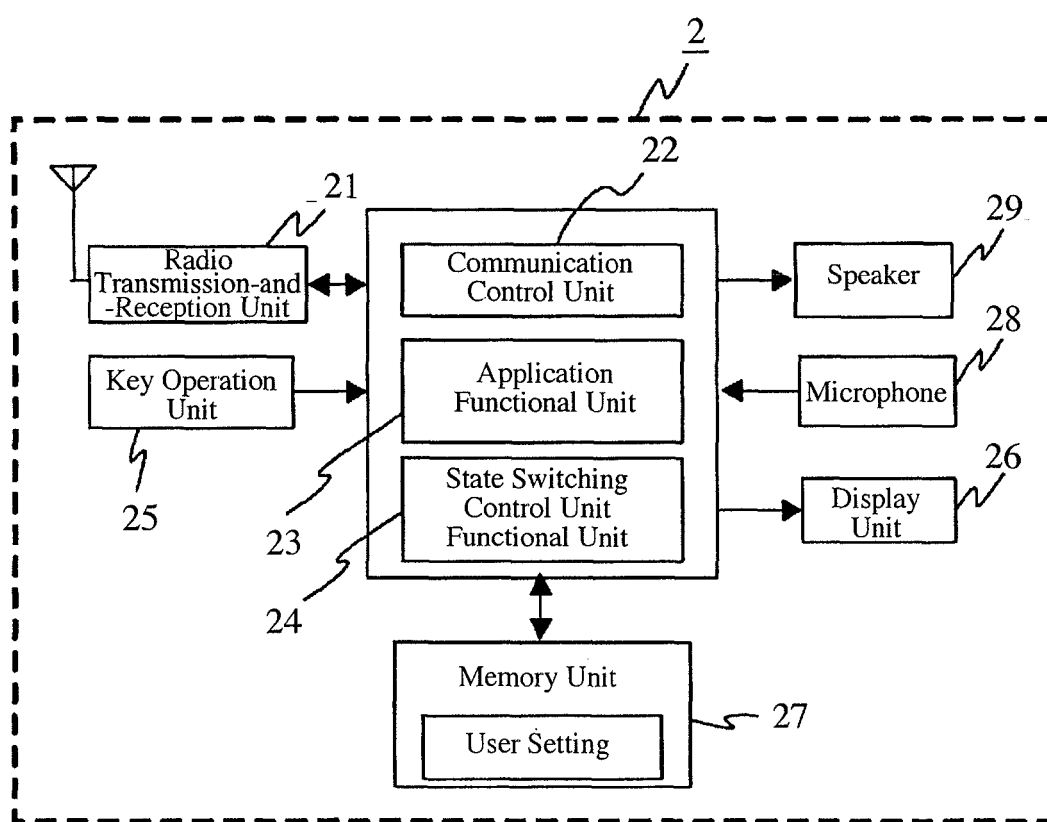 2
21
22
29
Radio
Transmission-and
-Reception Unit
Communication
Control Unit
Speaker
28
Key Operation
Unit
Application
Functional Unit
Microphone
25
23
26
State Switching
Control Unit
Functional Unit
Display
Unit
24
Memory Unit
27
User Setting